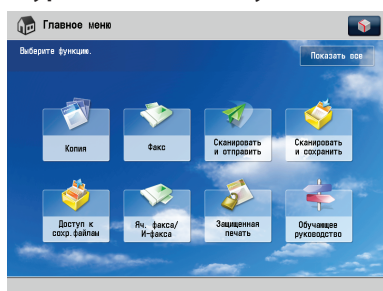 Главное меню
Выберите функцию.
Показать все
Копия
Факс
Сканировать
и отправить
Сканировать
и сохранить
Доступ к
сохр.файлам
Яч. факса/
И-факса
Защищенная
печать
Обучающее
руководство